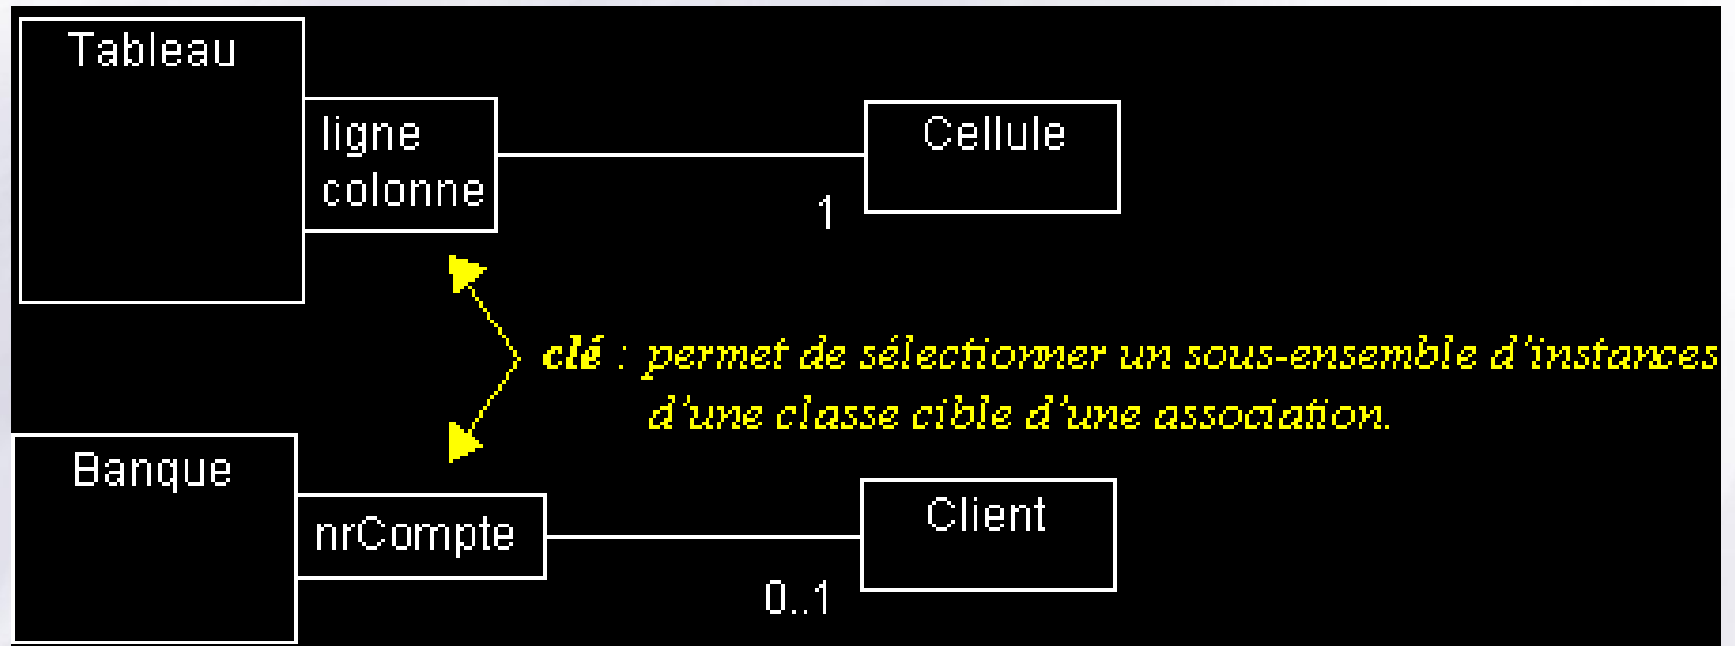 Tableau
ligne
colonne
Cellule
1
clé : permet de sélectionner un sous-ensemble d'instances
d'une classe cible d'une association.
Banque
nrCompte
Client
0..1